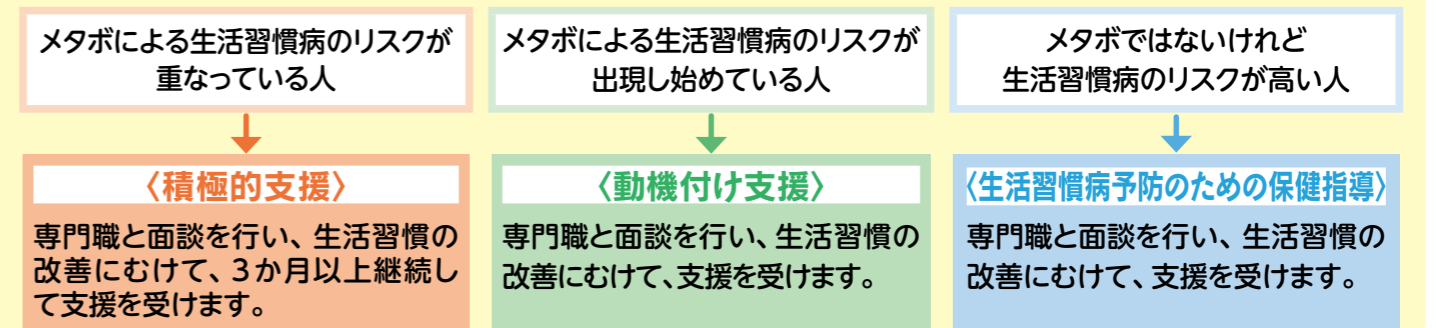 メタボによる生活習慣病のリスクが
重なっている人
〈積極的支援〉
専門職と面談を行い、生活習慣の
改善にむけて、3か月以上継続し
て支援を受けます。
メタボによる生活習慣病のリスクが
出現し始めている人
〈動機付け支援〉
専門職と面談を行い、生活習慣の
改善にむけて、支援を受けます。
メタボではないけれど
生活習慣病のリスクが高い人
〈生活習慣病予防のための保健指導〉
専門職と面談を行い、生活習慣の
改善にむけて、支援を受けます。